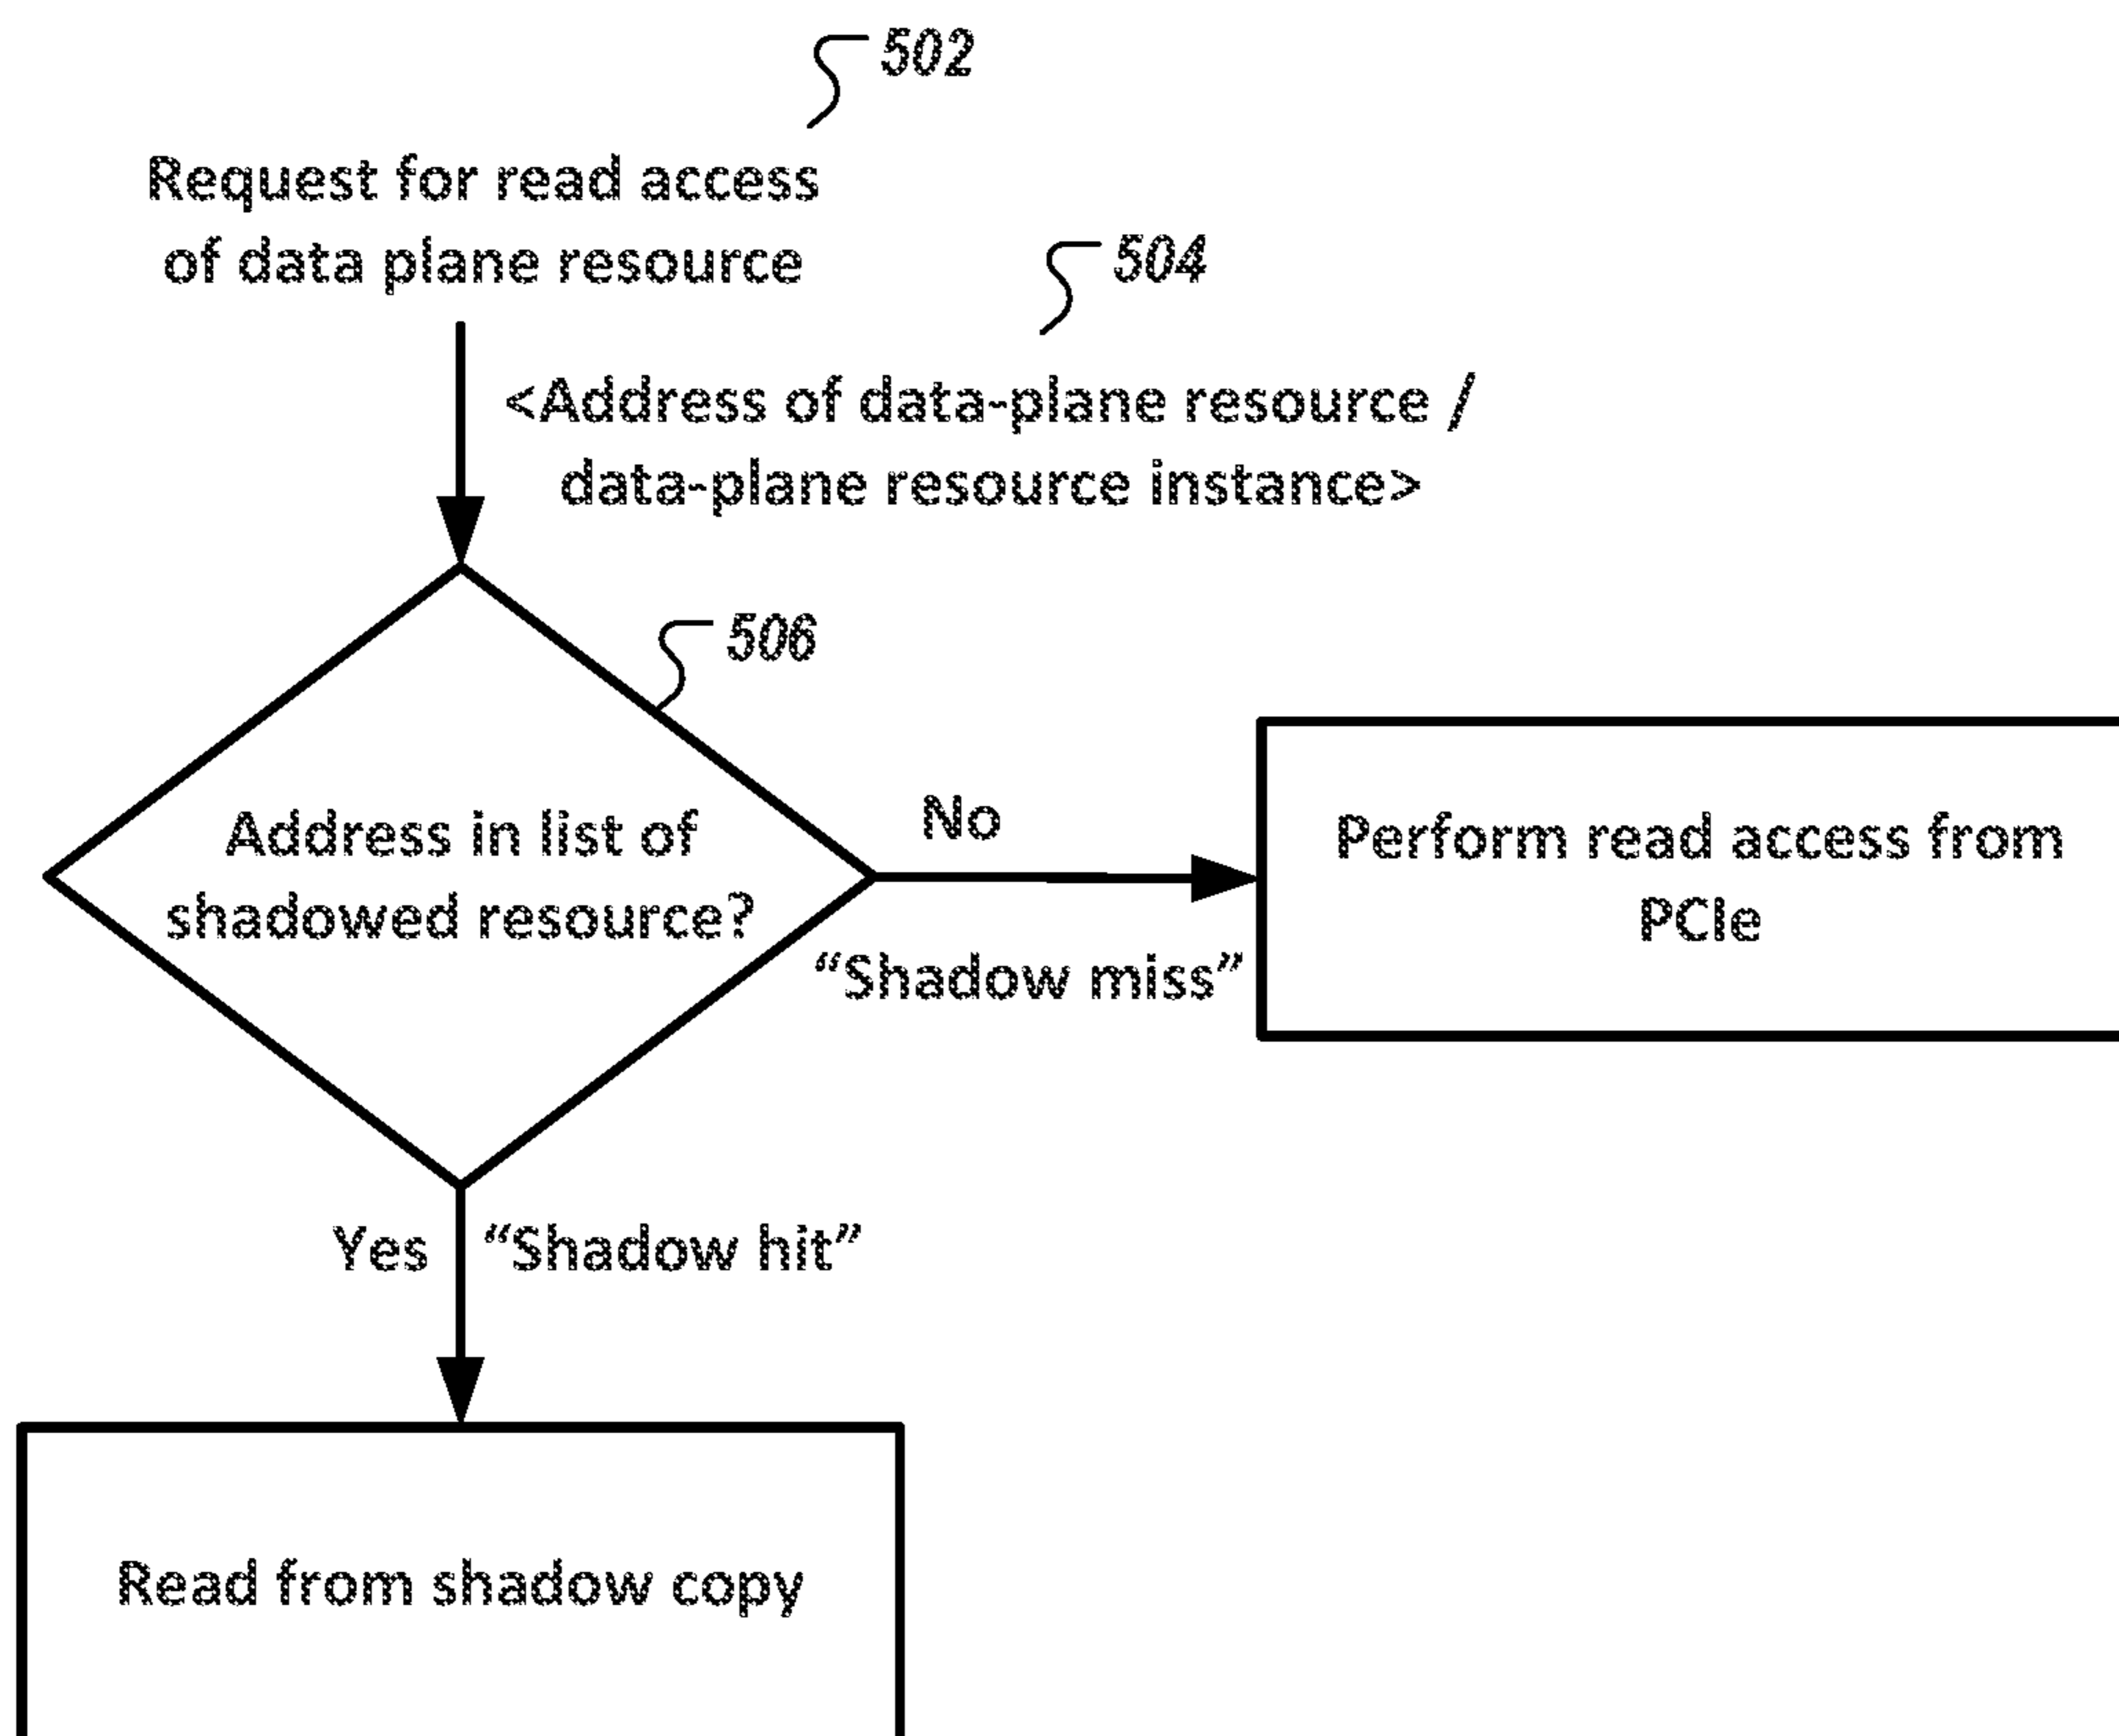 502
Request for read access
of data plane resource
504
<Address of data-plane resource /
data-plane resource instance>
506
Address in list of
shadowed resource?
No
"Shadow miss"
Perform read access from
PCIe
Yes “Shadow hit”
Read from shadow copy